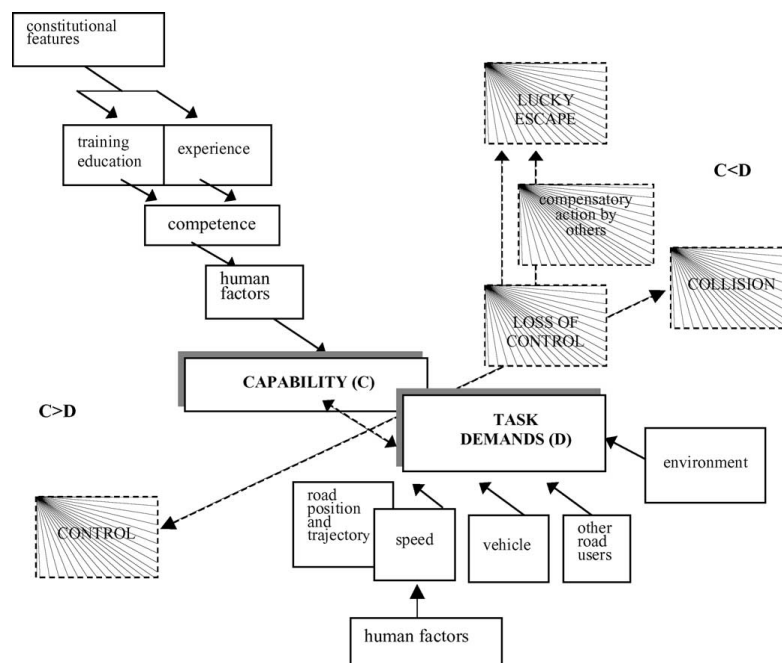 constitutional
features
LUCKY
ESCAPE
training
education
experience
C<D
compensatory
action by
others
competence
human
factors
COLLISION
LOSS OF
CONTROL
CAPABILITY (C)
C>D
TASK
DEMANDS (D)
environment
road
position
and
trajectory
speed
vehicle
other
road
users
CONTROL
human factors